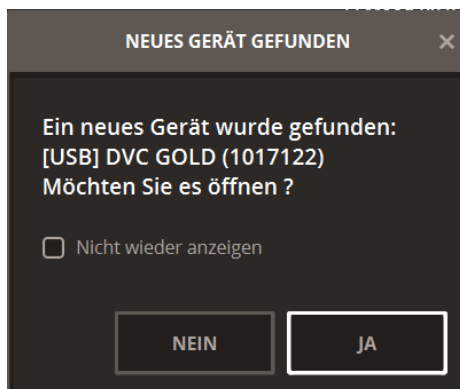 NEUES GERÄT GEFUNDEN
Ein neues Gerät wurde gefunden:
[USB] DVC GOLD (1017122)
Möchten Sie es öffnen ?
Nicht wieder anzeigen
NEIN
JA